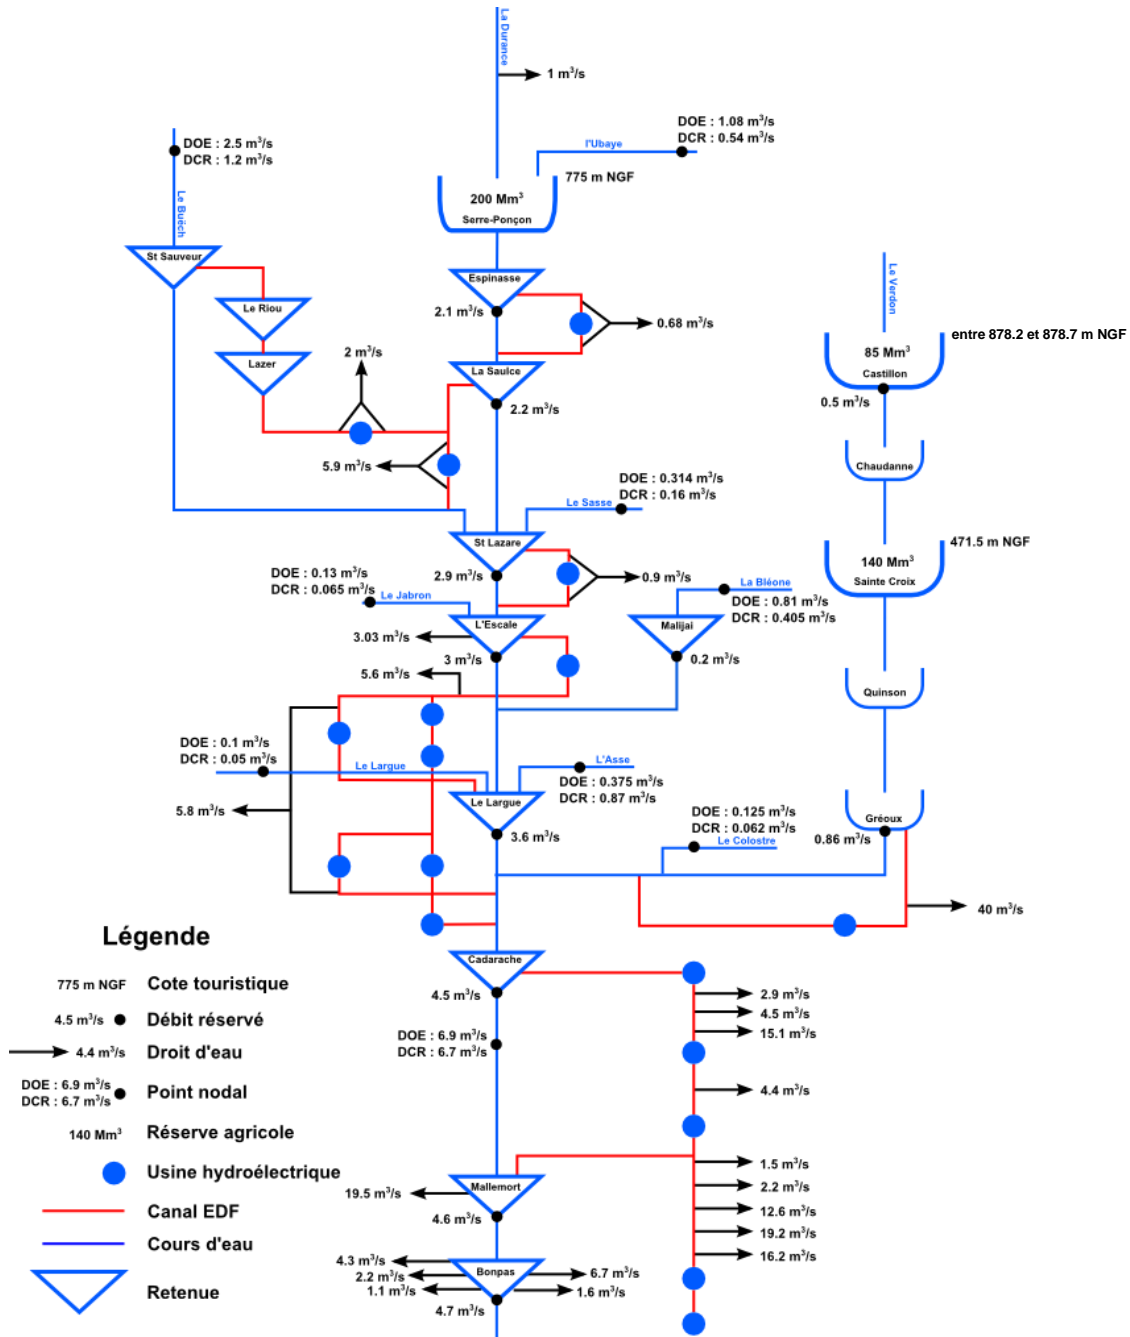 La Durance
1 m³/s
DOE : 1.08 m³/s
DCR : 0.54 m³/s
l'Ubaye
DOE : 2.5 m³/s
DCR : 1.2 m³/s
Le Buëch
775 m NGF
200 Mm³
Serre-Ponçon
St Sauveur
Espinasse
Le Verdon
Le Riou
2.1 m³/s
0.68 m³/s
entre 878.2 et 878.7 m NGF
85 Mm³
Castillon
2 m³/s
Lazer
La Saulce
0.5 m³/s
2.2 m³/s
5.9 m³/s
Chaudanne
DOE : 0.314 m³/s
DCR : 0.16 m³/s
Le Sasse
St Lazare
471.5 m NGF
140 Mm³
Sainte Croix
2.9 m³/s
0.9 m³/s
DOE : 0.13 m³/s
DCR : 0.065 m³/s
Le Jabron
La Bléone
DOE : 0.81 m³/s
DCR : 0.405 m³/s
L'Escale
Malijai
3.03 m³/s
3 m³/s
0.2 m³/s
5.6 m³/s
Quinson
DOE : 0.1 m³/s
DCR : 0.05 m³/s
Le Largue
L'Asse
DOE : 0.375 m³/s
DCR : 0.87 m³/s
5.8 m³/s
Le Largue
3.6 m³/s
DOE : 0.125 m³/s
DCR : 0.062 m³/s
Le Colostre
Gréoux
0.86 m³/s
40 m³/s
Légende
775 m NGF Cote touristique
4.5 m³/s Débit réservé
4.4 m³/s Droit d'eau
DOE : 6.9 m³/s
DCR : 6.7 m³/s
Point nodal
140 Mm³ Réserve agricole
Usine hydroélectrique
Canal EDF
Cours d'eau
Retenue
Cadarache
4.5 m³/s
2.9 m³/s
4.5 m³/s
15.1 m³/s
DOE : 6.9 m³/s
DCR : 6.7 m³/s
4.4 m³/s
1.5 m³/s
2.2 m³/s
12.6 m³/s
19.2 m³/s
16.2 m³/s
Mallemort
19.5 m³/s
4.6 m³/s
4.3 m³/s
2.2 m³/s
1.1 m³/s
Bonpas
6.7 m³/s
1.6 m³/s
4.7 m³/s